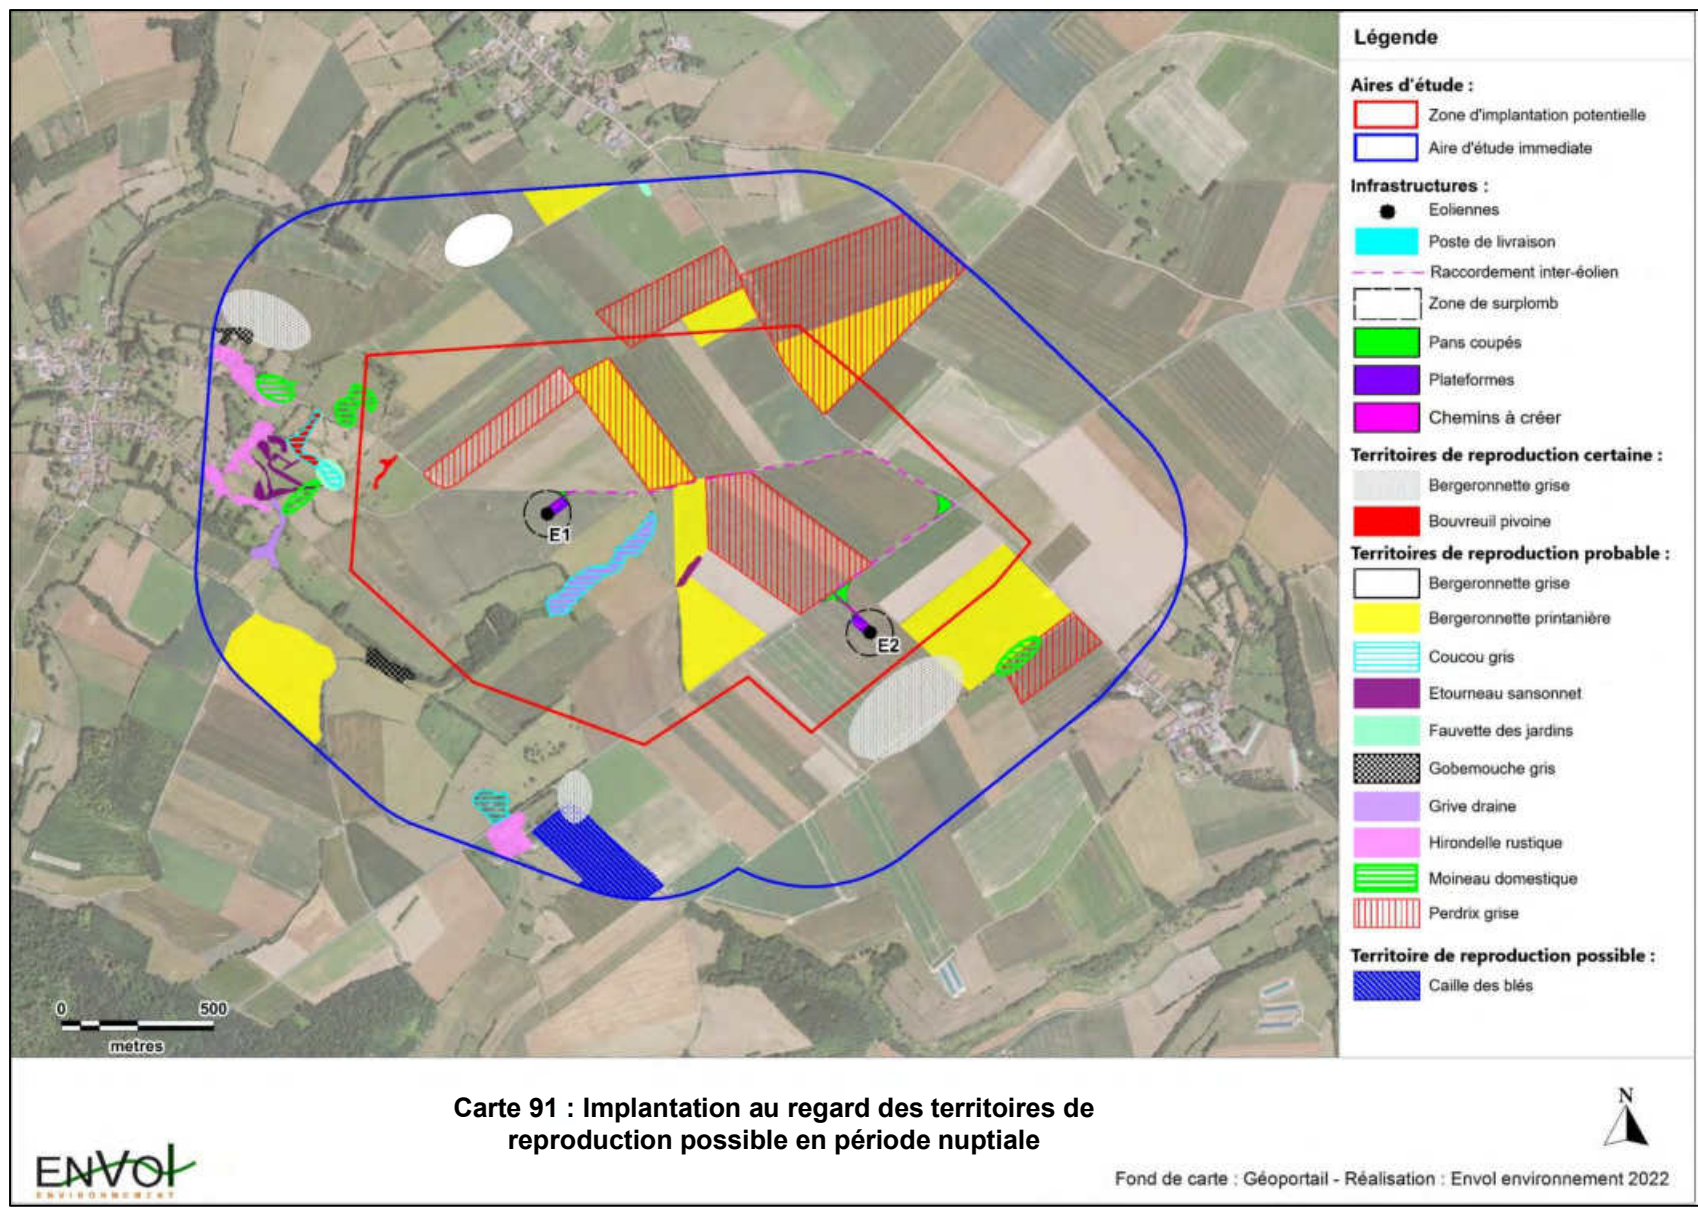 Légende
Aires d'étude :
Zone d'implantation potentielle
Aire d'étude immediate
Infrastructures :
Eoliennes
Poste de livraison
Raccordement inter-éolien
Zone de surplomb
Pans coupés
Plateformes
Chemins à créer
Territoires de reproduction certaine :
Bergeronnette grise
Bouvreuil pivoine
Territoires de reproduction probable :
Bergeronnette grise
Bergeronnette printanière
Coucou gris
Etourneau sansonnet
Fauvette des jardins
Gobemouche gris
Grive draine
Hirondelle rustique
Moineau domestique
Perdrix grise
Territoire de reproduction possible :
Caille des blés
E1
E2
0 500
metres
Carte 91 : Implantation au regard des territoires de
reproduction possible en période nuptiale
N
ENVOL
ENVIRONNEMENT
Fond de carte : Géoportail - Réalisation : Envol environnement 2022